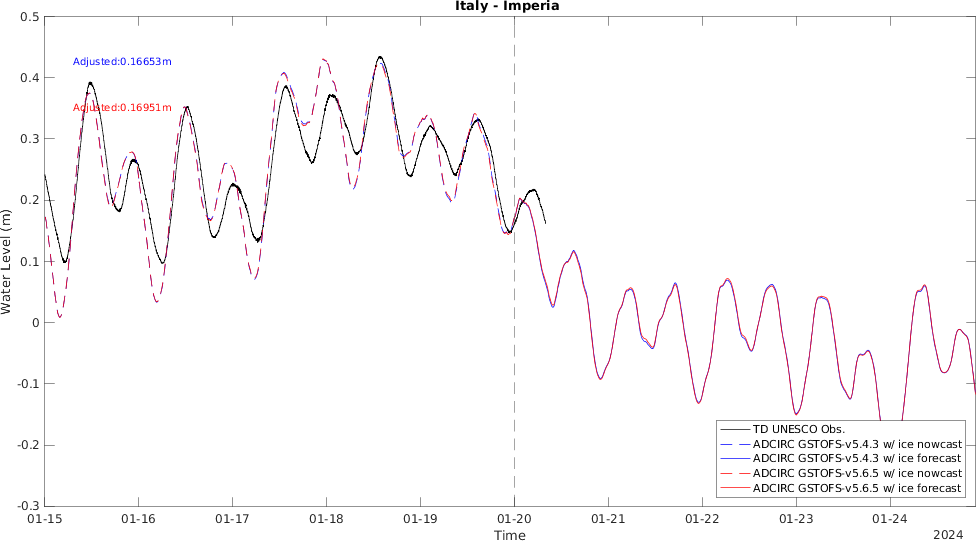 Italy - Imperia
0.5
Adjusted:0.16653m
0.4
Adjusted:0.16951m
0.3
0.2
0.1
0
-0.1
-0.2
-0.3
Water Level (m)
TD UNESCO Obs.
ADCIRC GSTOFS-v5.4.3 w/ ice nowcast
ADCIRC GSTOFS-v5.4.3 w/ ice forecast
ADCIRC GSTOFS-v5.6.5 w/ ice nowcast
ADCIRC GSTOFS-v5.6.5 w/ ice forecast
01-15 01-16 01-17 01-18 01-19 01-20 01-21 01-22 01-23 01-24
Time
2024